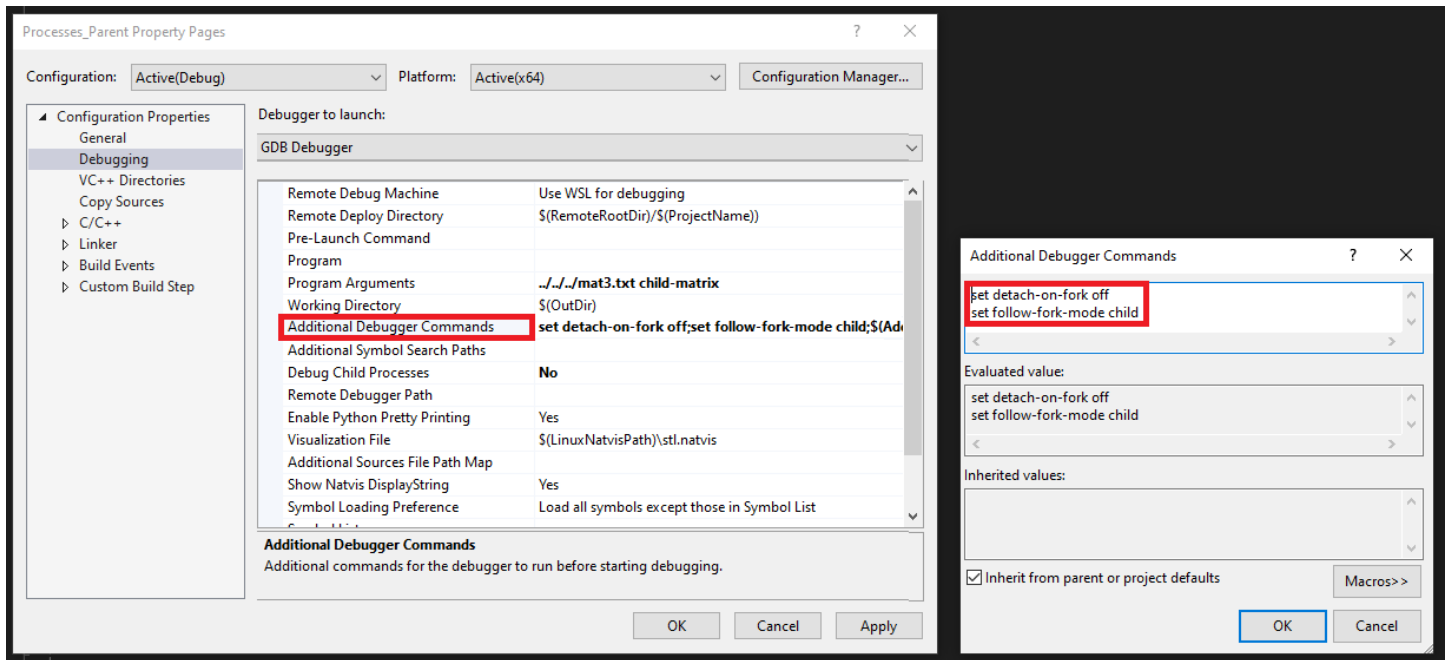 Processes_Parent Property Pages
Configuration: Active(Debug) Platform: Active(x64) Configuration Manager...
Configuration Properties
General
Debugging
VC++ Directories
Copy Sources
C/C++
Linker
Build Events
Custom Build Step
Debugger to launch:
GDB Debugger
Remote Debug Machine Use WSL for debugging
Remote Deploy Directory $(RemoteRootDir)/$(ProjectName))
Pre-Launch Command
Program
Program Arguments ../../../mat3.txt child-matrix
Working Directory $(OutDir)
Additional Debugger Commands set detach-on-fork off;set follow-fork-mode child;$(Ad
Additional Symbol Search Paths
Debug Child Processes No
Remote Debugger Path
Enable Python Pretty Printing Yes
Visualization File $(LinuxNatvisPath)\stl.natvis
Additional Sources File Path Map
Show Natvis DisplayString Yes
Symbol Loading Preference Load all symbols except those in Symbol List
Additional Debugger Commands
Additional commands for the debugger to run before starting debugging.
OK Cancel Apply
Additional Debugger Commands
set detach-on-fork off
set follow-fork-mode child
Evaluated value:
set detach-on-fork off
set follow-fork-mode child
Inherited values:
Inherit from parent or project defaults
Macros>>
OK Cancel